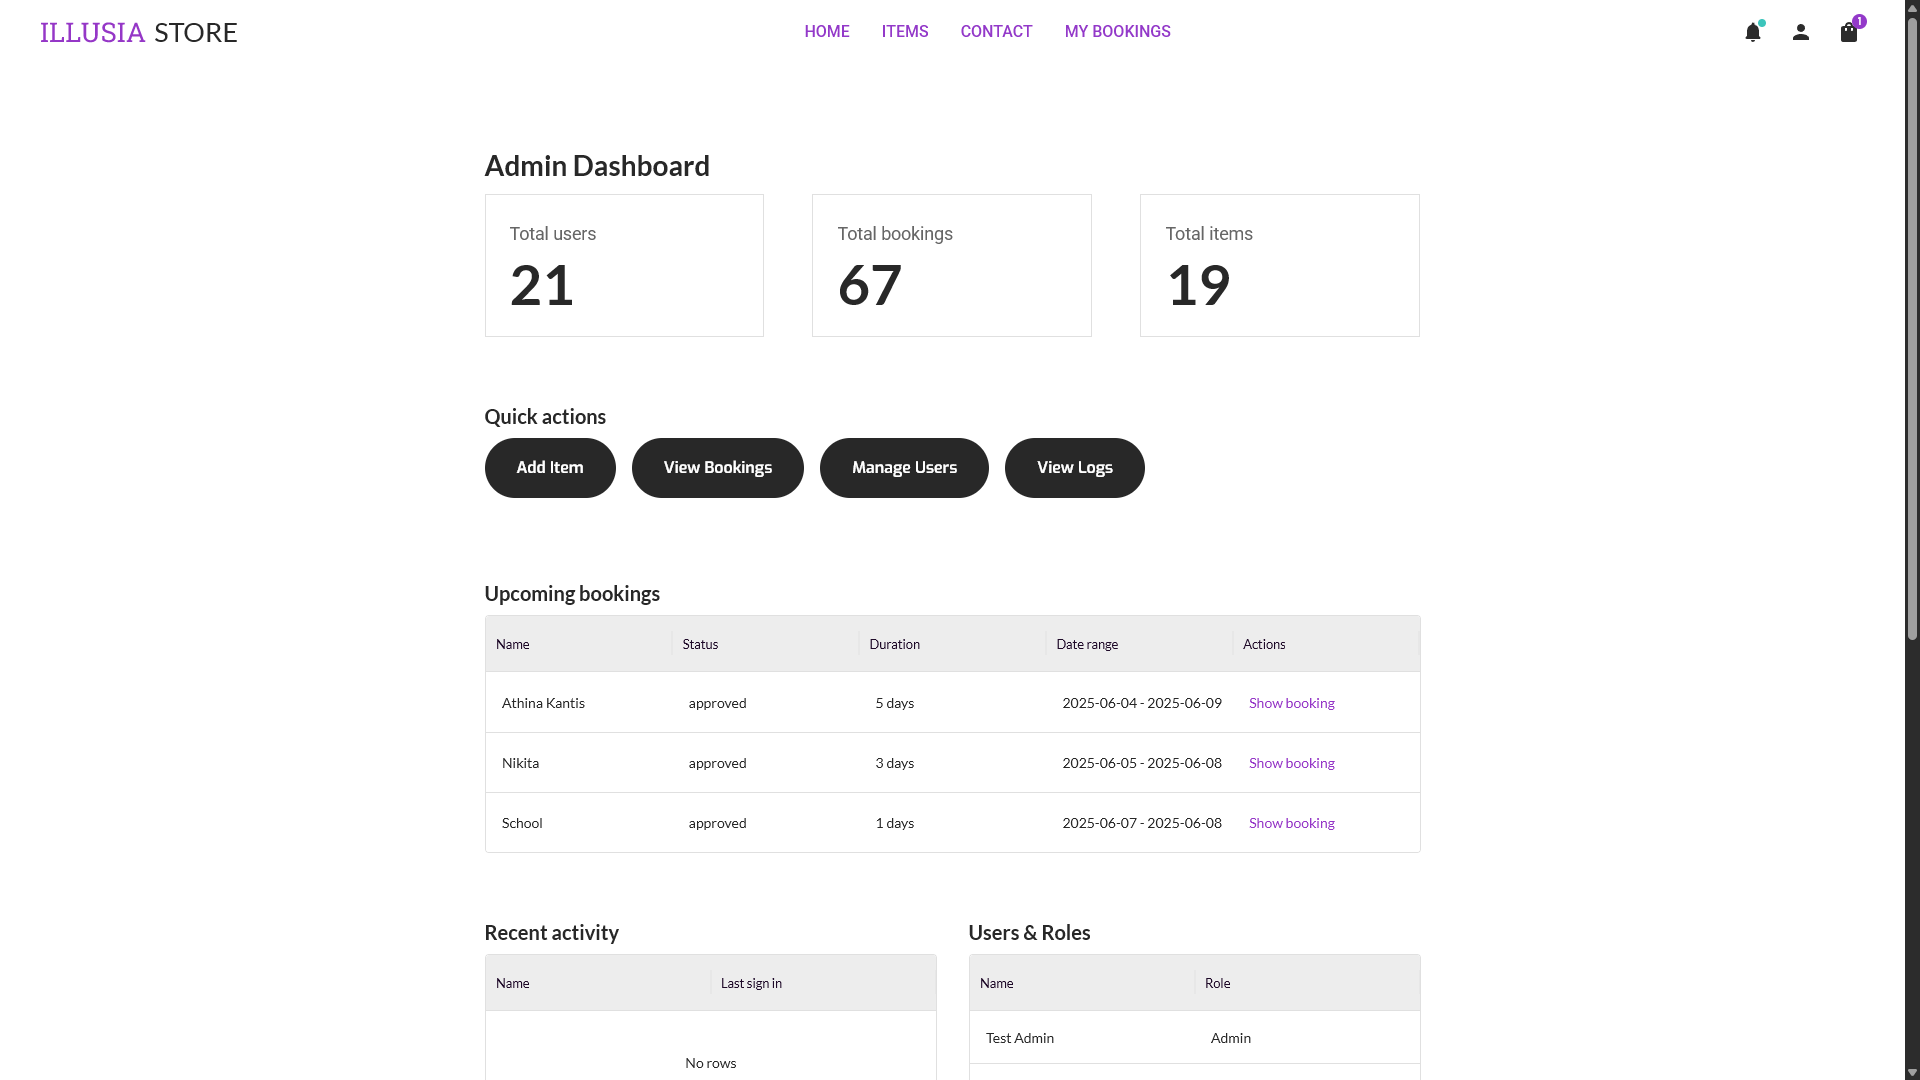 ILLUSIA STORE
HOME ITEMS CONTACT MY BOOKINGS
1
Admin Dashboard
Total users Total bookings Total items
21 67 19
Quick actions
Add Item View Bookings Manage Users View Logs
Upcoming bookings
Name Status Duration Date range Actions
Athina Kantis approved 5 days 2025-06-04 - 2025-06-09 Show booking
Nikita approved 3 days 2025-06-05 - 2025-06-08 Show booking
School approved 1 days 2025-06-07 - 2025-06-08 Show booking
Recent activity Users & Roles
Name Last sign in Name Role
Test Admin Admin
No rows